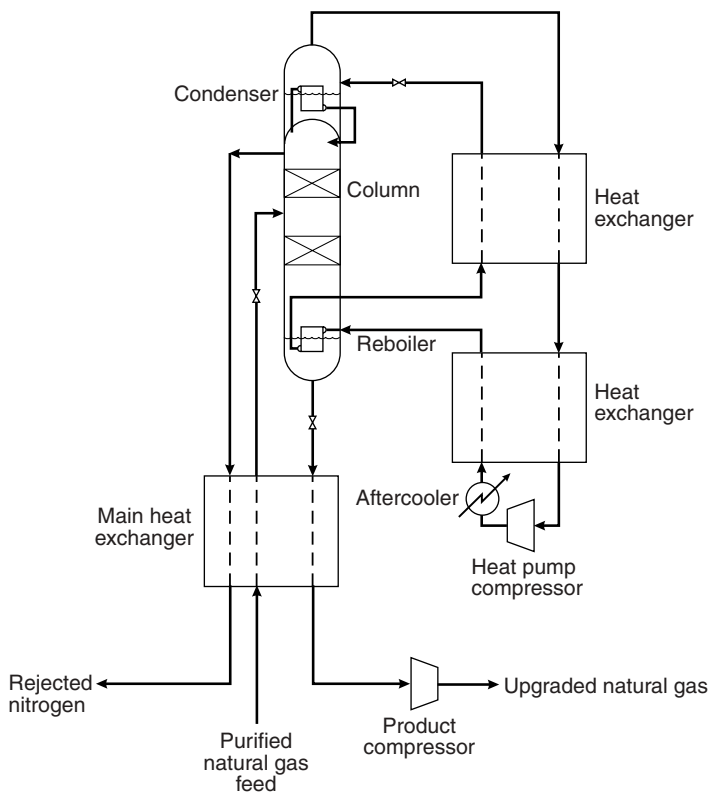 Condenser
Column
Heat
exchanger
Reboiler
Heat
exchanger
Aftercooler
Main heat
exchanger
Heat pump
compressor
Rejected
nitrogen
Upgraded natural gas
Product
compressor
Purified
natural gas
feed